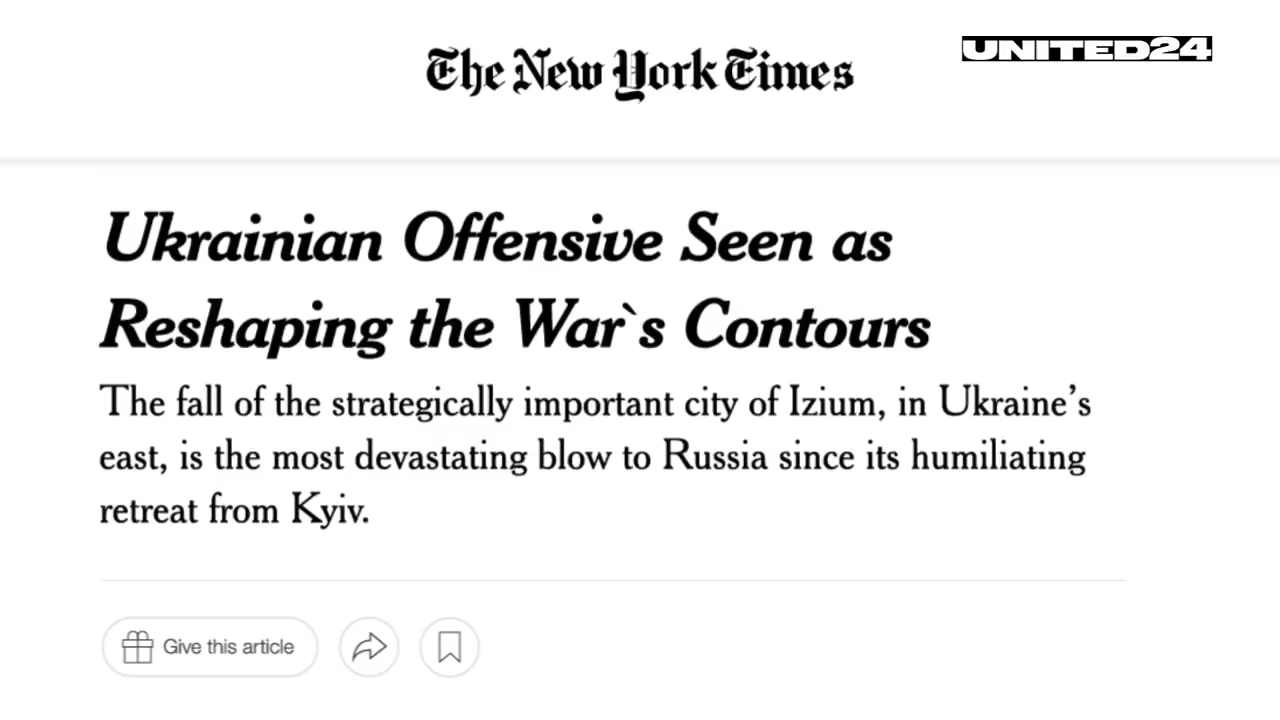 The New York Times
UNITED24
Ukrainian Offensive Seen as
Reshaping the War`s Contours
The fall of the strategically important city of Izium, in Ukraine’s
east, is the most devastating blow to Russia since its humiliating
retreat from Kyiv.
Give this article